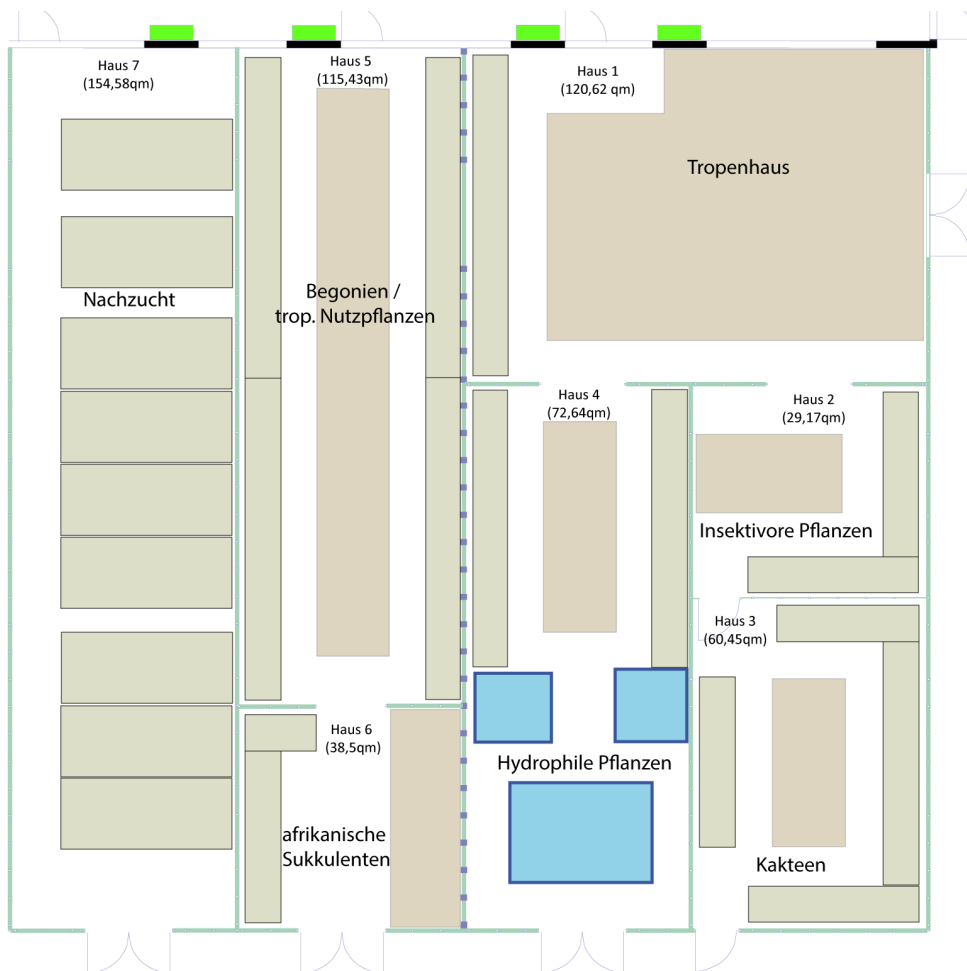 Haus 7
(154,58qm)
Nachzucht
Haus 5
(115,43qm)
Begonien /
trop. Nutzpflanzen
Haus 1
(120,62 qm)
Tropenhaus
Haus 4
(72,64qm)
Haus 2
(29,17qm)
Insektivore Pflanzen
Haus 3
(60,45qm)
Haus 6
(38,5qm)
Hydrophile Pflanzen
afrikanische
Sukkulenten
Kakteen